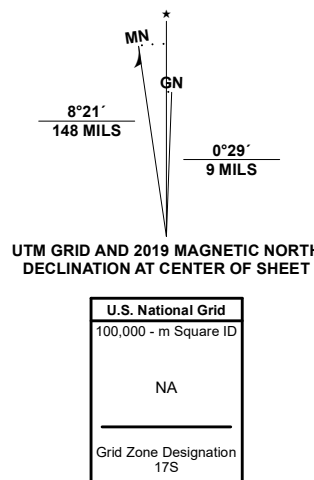 ★
MN
GN
8°21´
148 MILS
0°29´
9 MILS
UTM GRID AND 2019 MAGNETIC NORTH
DECLINATION AT CENTER OF SHEET
U.S. National Grid
100,000 - m Square ID
NA
Grid Zone Designation
17S